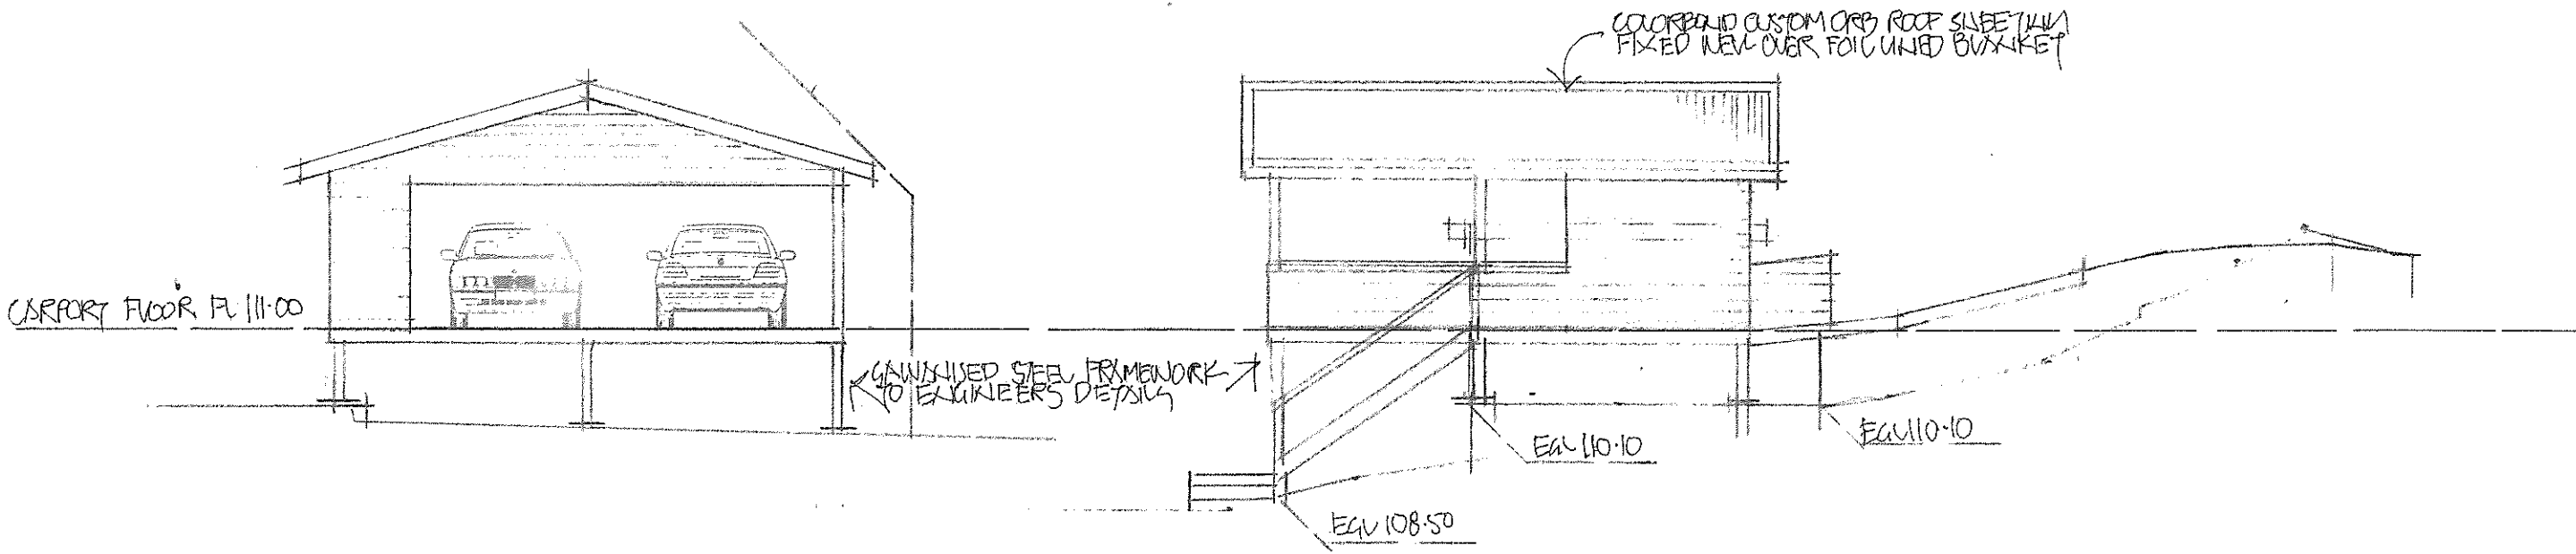 COLORBOND CUSTOM ORB ROOF SHEETING
FIXED NEW OVER FOIL LINED BLANKET
CARPORT FLOOR FL 111.00
GALVANISED STEEL FRAMEWORK
TO ENGINEERS DETAILS
EGL 110.10
EGL 110.10
EGL 108.50